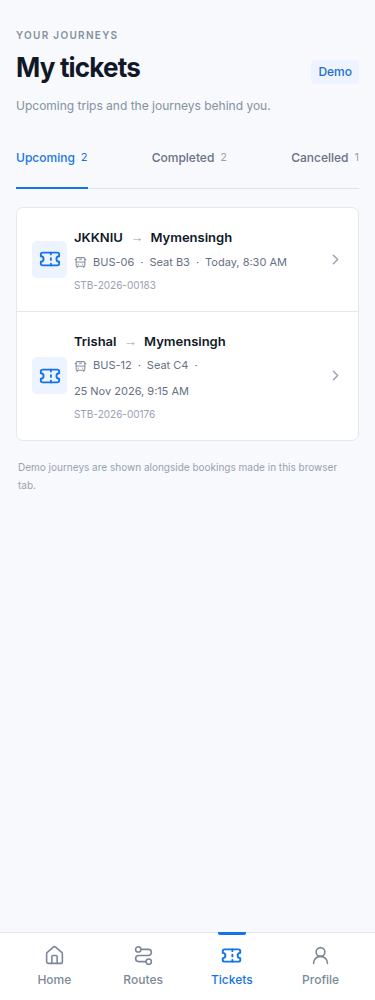 YOUR JOURNEYS
My tickets
Demo
Upcoming trips and the journeys behind you.
Upcoming 2 Completed 2 Cancelled 1
JKKNIU → Mymensingh
BUS-06 · Seat B3 · Today, 8:30 AM
STB-2026-00183
Trishal → Mymensingh
BUS-12 · Seat C4 ·
25 Nov 2026, 9:15 AM
STB-2026-00176
Demo journeys are shown alongside bookings made in this browser
tab.
Home Routes Tickets Profile